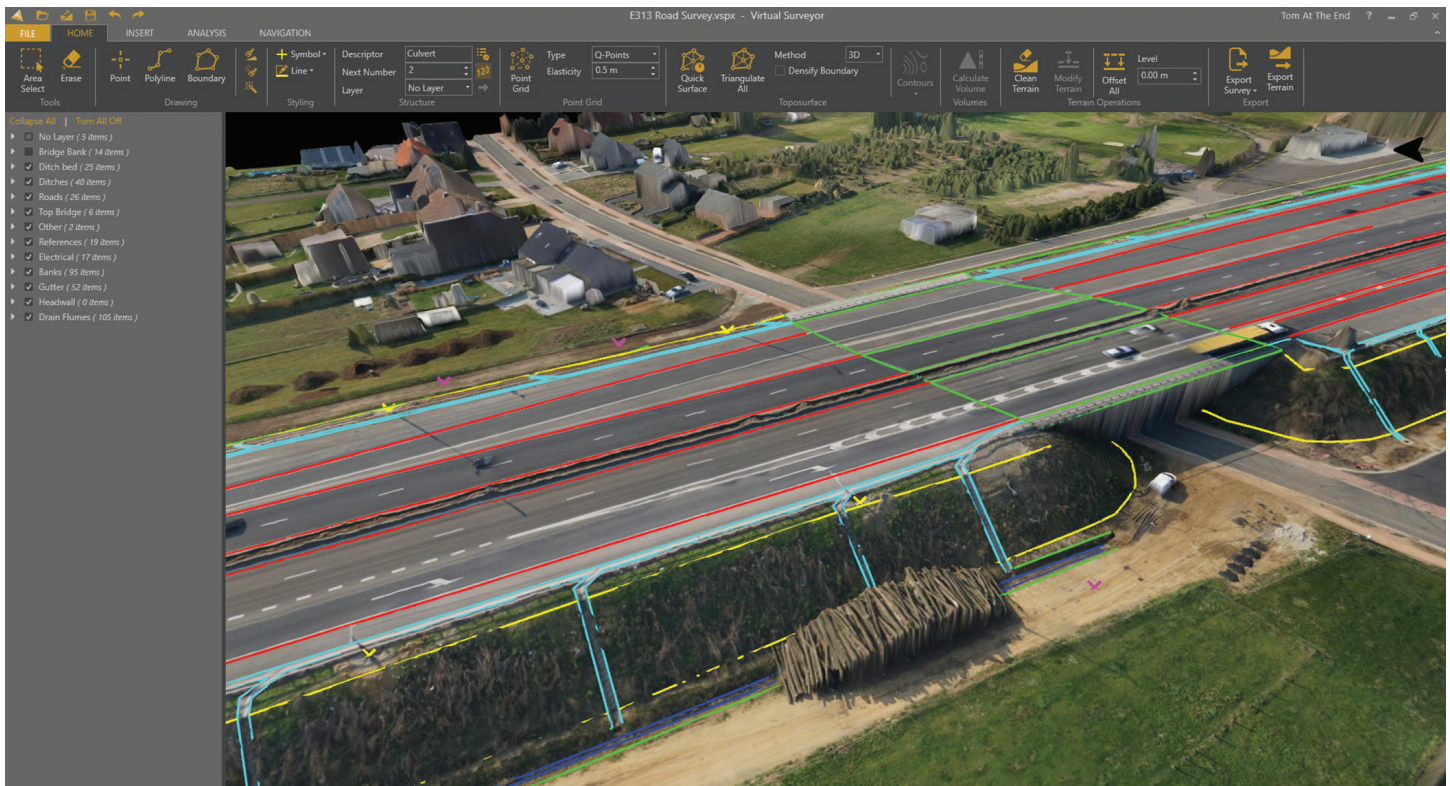 E313 Road Survey.vspx - Virtual Surveyor
Tom At The End ?
FILE HOME INSERT ANALYSIS NAVIGATION
Area Select
Erase
Tools
Point
Polyline
Boundary
Drawing
Symbol
Line
Styling
Descriptor Culvert
Next Number 2
123
Layer No Layer
Structure
Point Grid
Type Q-Points
Elasticity 0.5 m
Point Grid
Quick Surface
Triangulate All
Method 3D
Densify Boundary
Toposurface
Contours
Calculate Volume
Volumes
Clean Terrain
Modify Terrain
Offset All
Level
0.00 m
Terrain Operations
Export Survey
Export Terrain
Export
Collapse All | Turn All Off
No Layer ( 5 items )
Bridge Bank ( 14 items )
Ditch bed ( 25 items )
Ditches ( 40 items )
Roads ( 26 items )
Top Bridge ( 6 items )
Other ( 2 items )
References ( 19 items )
Electrical ( 17 items )
Banks ( 95 items )
Gutter ( 52 items )
Headwall ( 0 items )
Drain Flumes ( 105 items )